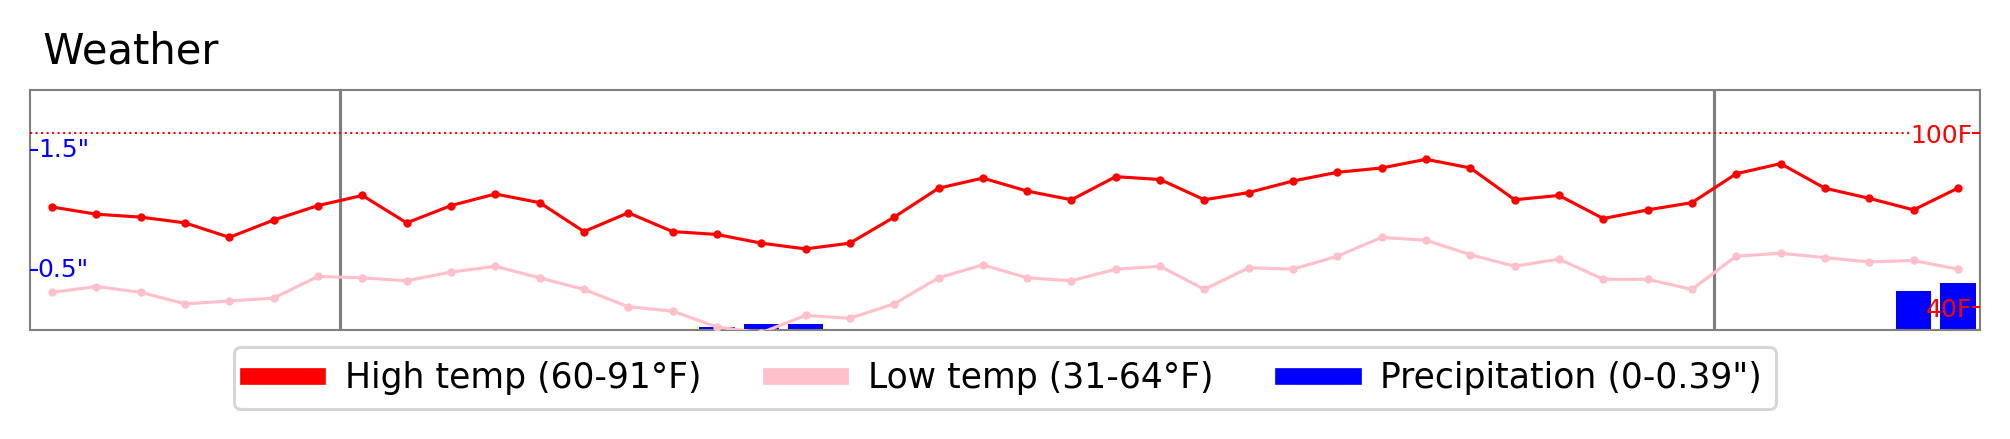 Weather
100F
1.5"
0.5"
40F
High temp (60-91°F) Low temp (31-64°F) Precipitation (0-0.39")